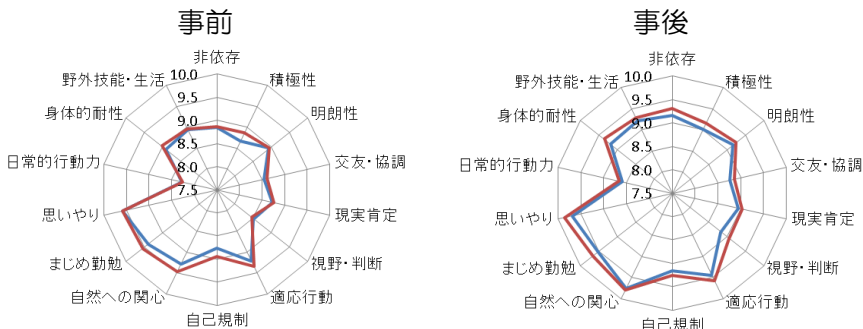 事前
非依存
積極性
明朗性
交友・協調
現実肯定
視野・判断
適応行動
自己規制
自然への関心
まじめ勤勉
思いやり
日常的行動力
身体的耐性
野外技能・生活
10.0
9.5
9.0
8.5
8.0
7.5
事後
非依存
積極性
明朗性
交友・協調
現実肯定
視野・判断
適応行動
自己規制
自然への関心
まじめ勤勉
思いやり
日常的行動力
身体的耐性
野外技能・生活
10.0
9.5
9.0
8.5
8.0
7.5